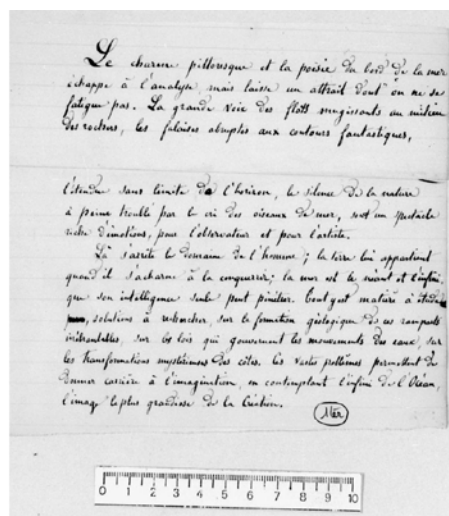 Le charme pittoresque et la poésie du bord de la mer
échappe à l'analyse, mais laisse un attrait dont on ne se
fatigue pas. La grande voix des flots mugissants au milieu
des rochers, les falaises abruptes aux contours fantastiques,
l'étendue sans limite de l'horizon, le silence de la nature
à peine troublé par le cri des oiseaux de mer, sont un spectacle
riche d'émotions, pour l'observateur et pour l'artiste.
Là s'arrête le domaine de l'homme ; la terre lui appartient
quand il s'acharne à la conquérir ; la mer est le néant et l'infini
que son intelligence seule peut pénétrer. Tout y est matière à étude
solutions à rechercher, sur la formation géologique de ces remparts
inébranlables, sur les lois qui gouvernent les mouvements des eaux, sur
les transformations mystérieuses des côtes. Ces vastes problèmes permettent de
donner carrière à l'imagination, en contemplant l'infini de l'Océan,
l'image la plus grandiose de la Création.
Mer
0 1 2 3 4 5 6 7 8 9 10